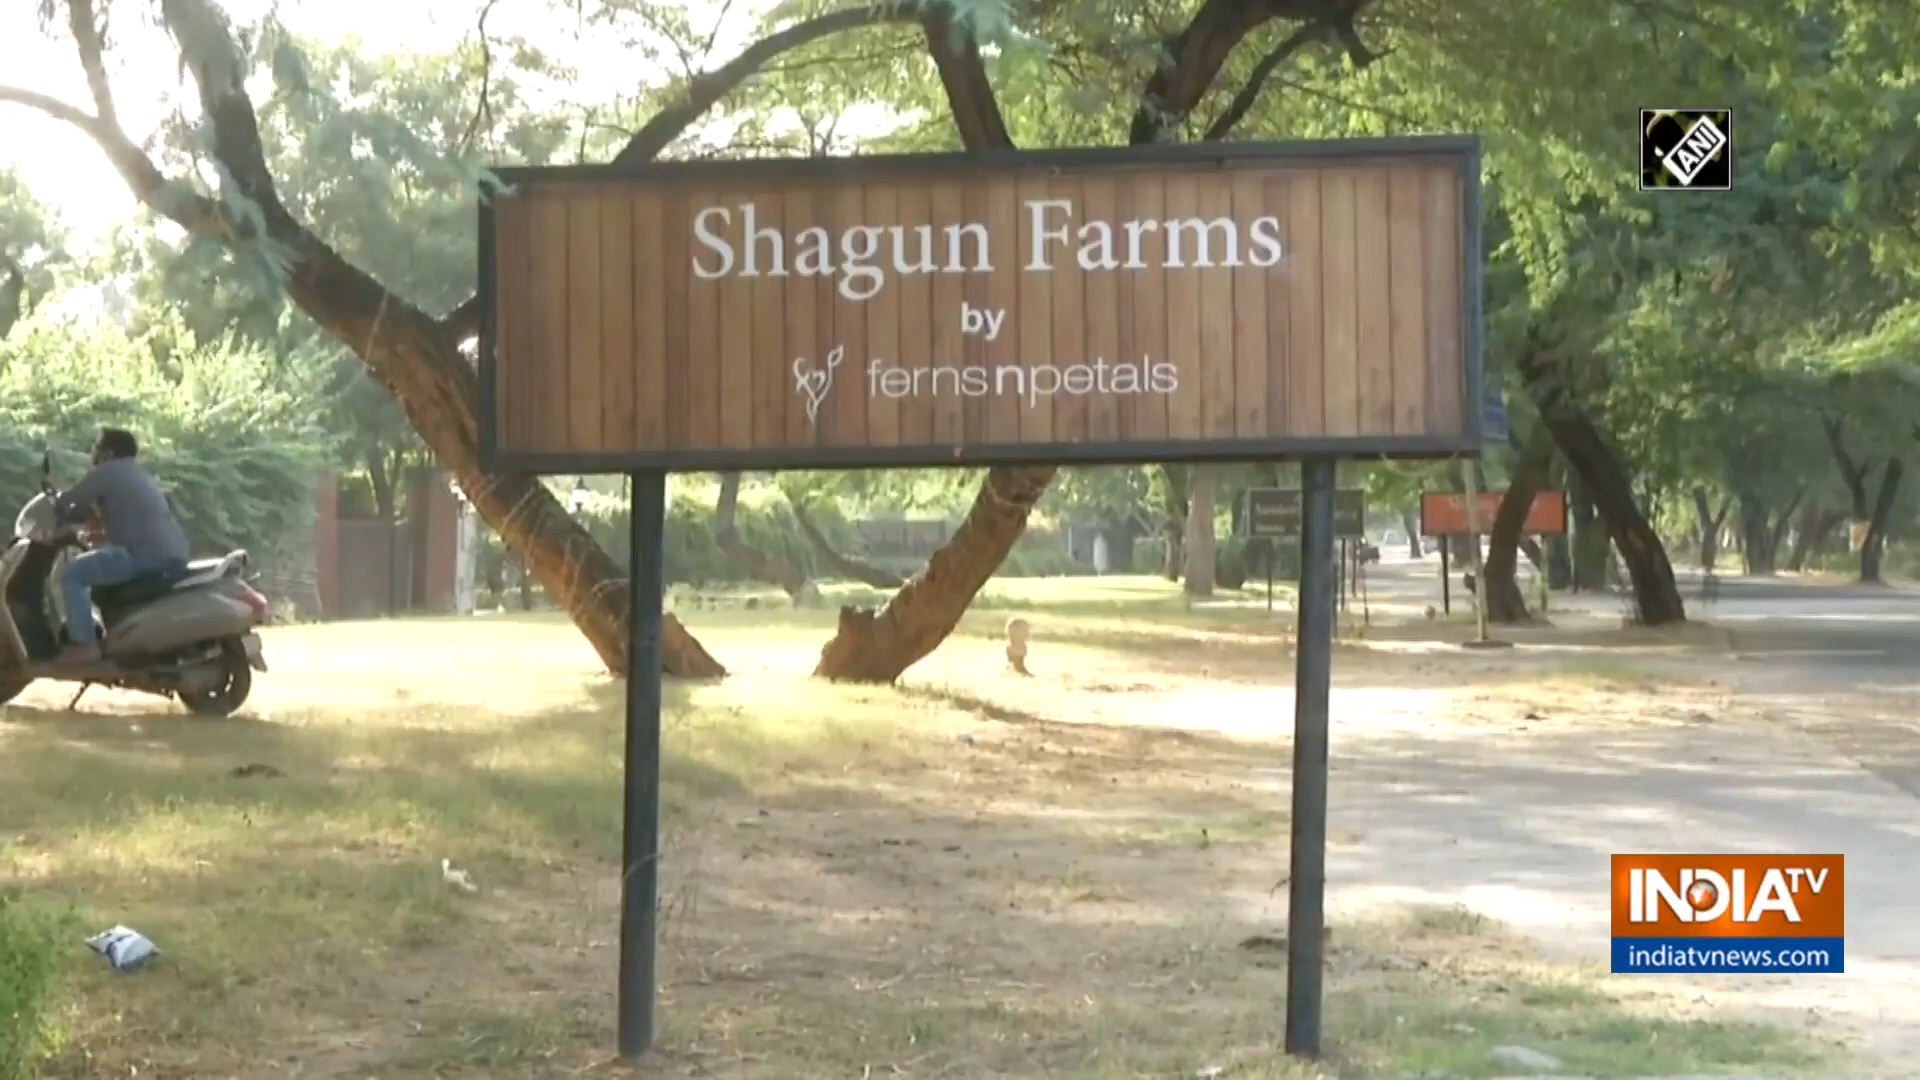 ANI
Shagun Farms
by
fernsnpetals
INDIA TV
indiatvnews.com